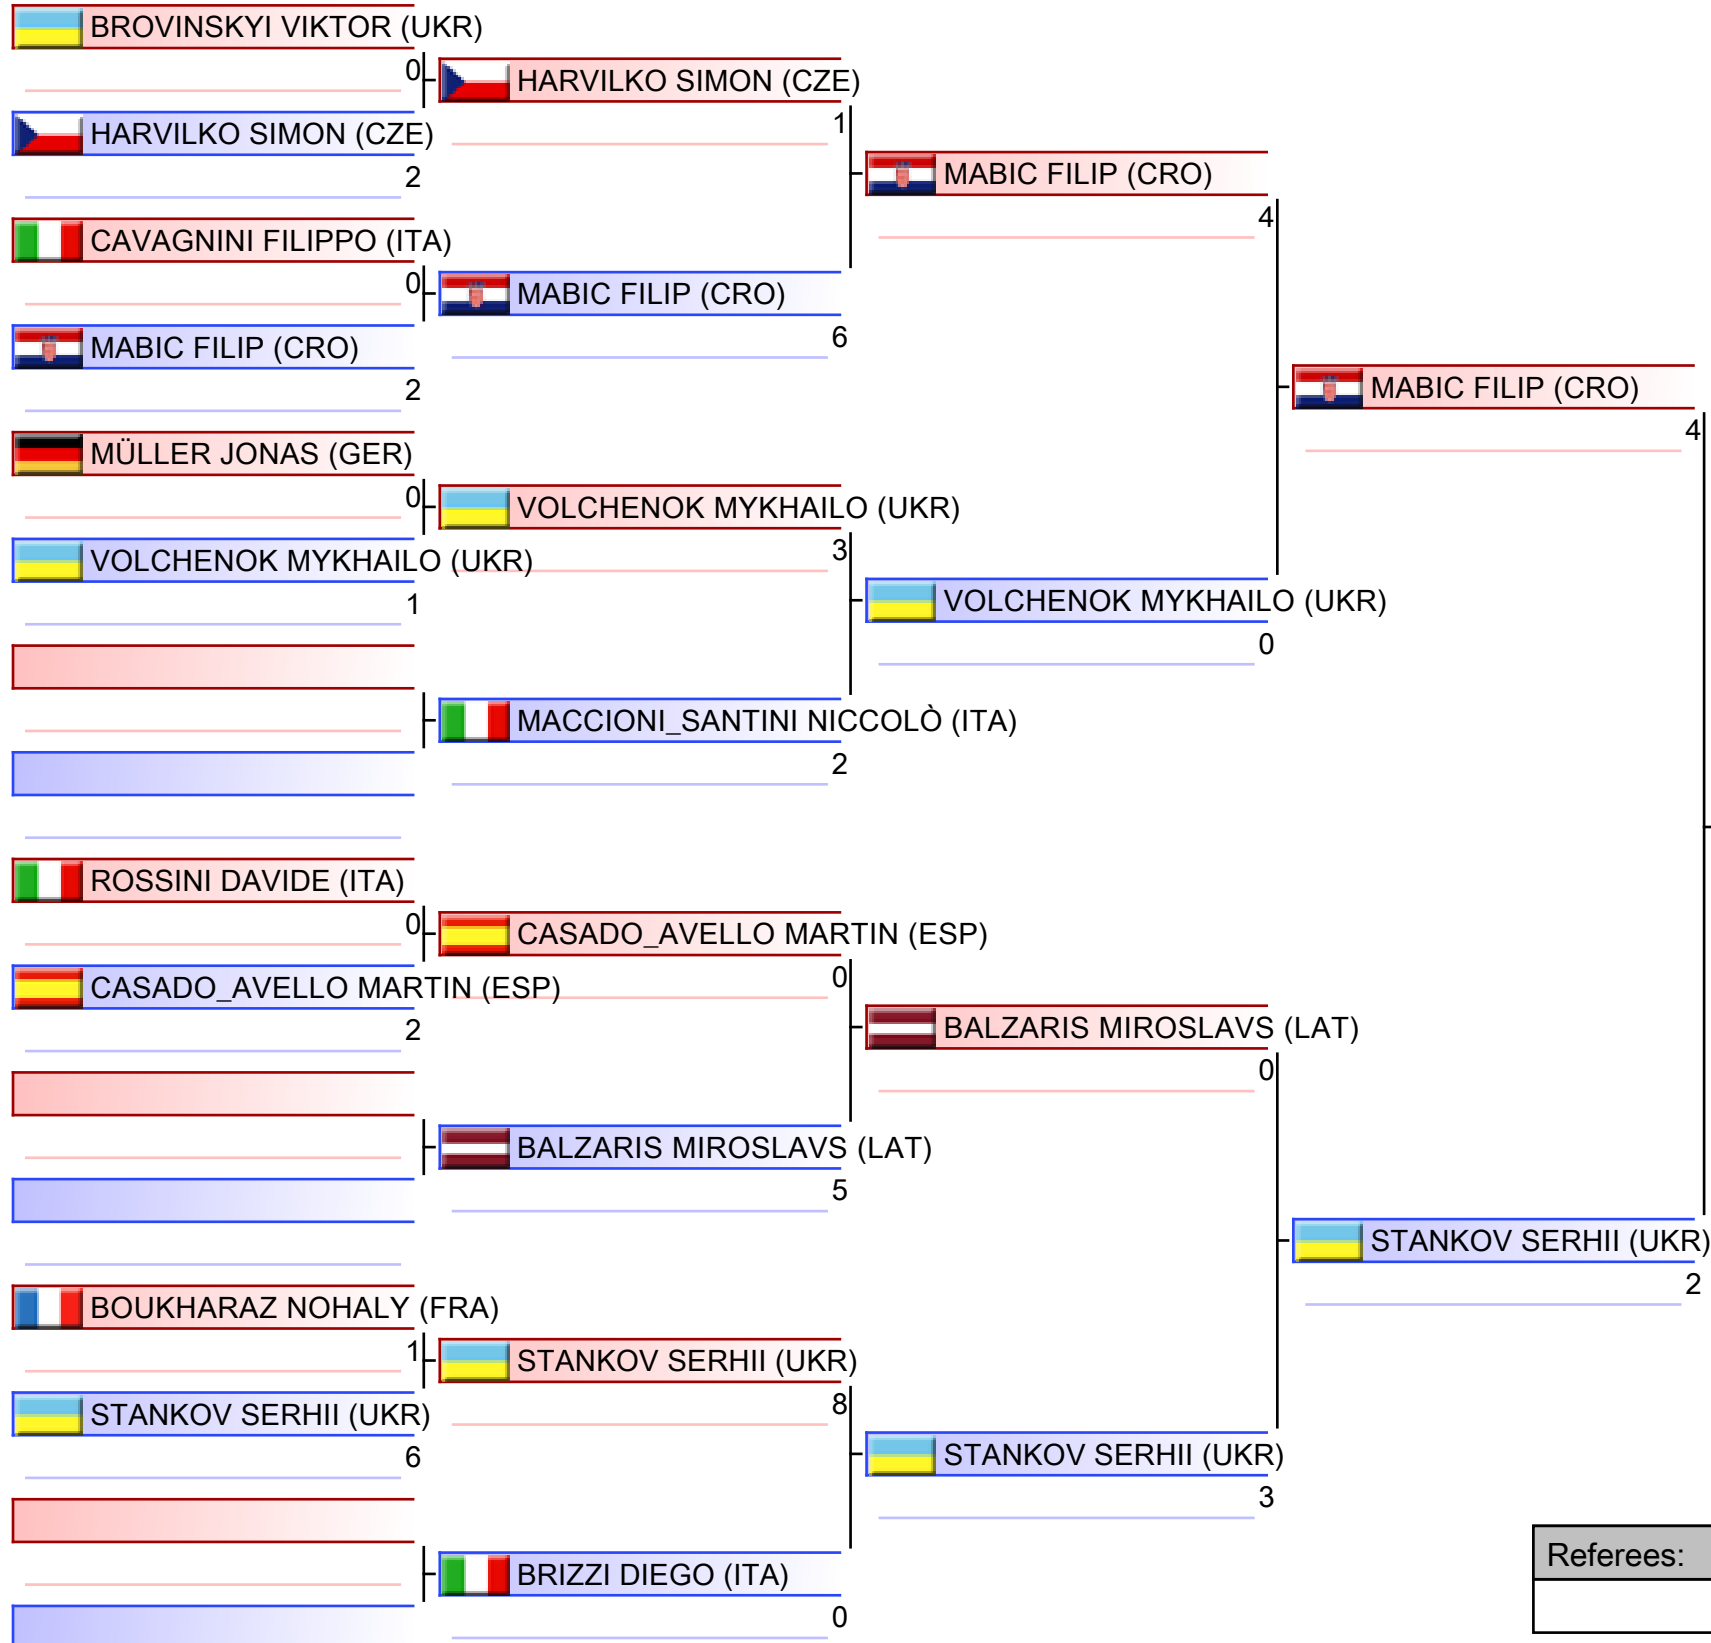 BROVINSKYI VIKTOR (UKR)
0
HARVILKO SIMON (CZE)
2
CAVAGNINI FILIPPO (ITA)
0
MABIC FILIP (CRO)
2
MÜLLER JONAS (GER)
0
VOLCHENOK MYKHAILO (UKR)
1
ROSSINI DAVIDE (ITA)
0
CASADO_AVELLO MARTIN (ESP)
2
BOUKHARAZ NOHALY (FRA)
1
STANKOV SERHII (UKR)
6
HARVILKO SIMON (CZE)
1
MABIC FILIP (CRO)
6
VOLCHENOK MYKHAILO (UKR)
3
MACCIONI_SANTINI NICCOLÒ (ITA)
2
CASADO_AVELLO MARTIN (ESP)
0
BALZARIS MIROSLAVS (LAT)
5
STANKOV SERHII (UKR)
8
BRIZZI DIEGO (ITA)
0
MABIC FILIP (CRO)
4
VOLCHENOK MYKHAILO (UKR)
0
BALZARIS MIROSLAVS (LAT)
0
STANKOV SERHII (UKR)
3
MABIC FILIP (CRO)
4
STANKOV SERHII (UKR)
2
Referees: